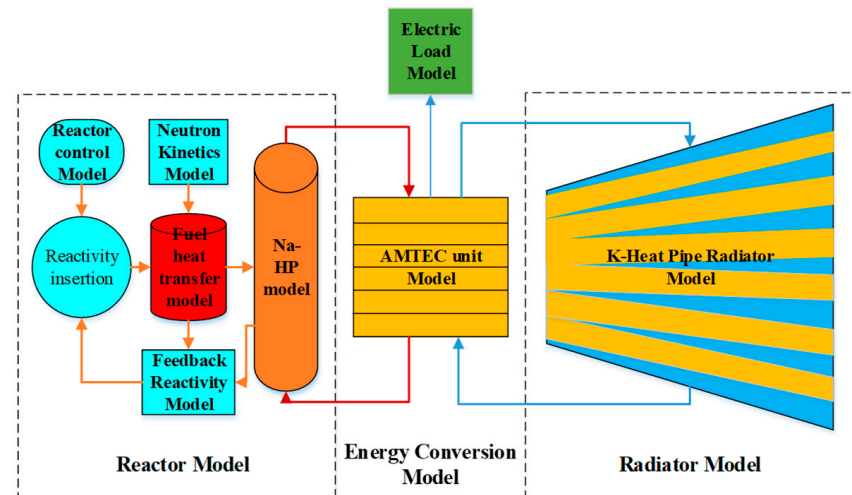 Electric
Load
Model
Reactor
control
Model
Neutron
Kinetics
Model
Reactivity
insertion
Fuel
heat
transfer
model
Na-
HP
model
Feedback
Reactivity
Model
AMTEC unit
Model
K-Heat Pipe Radiator
Model
Reactor Model
Energy Conversion
Model
Radiator Model